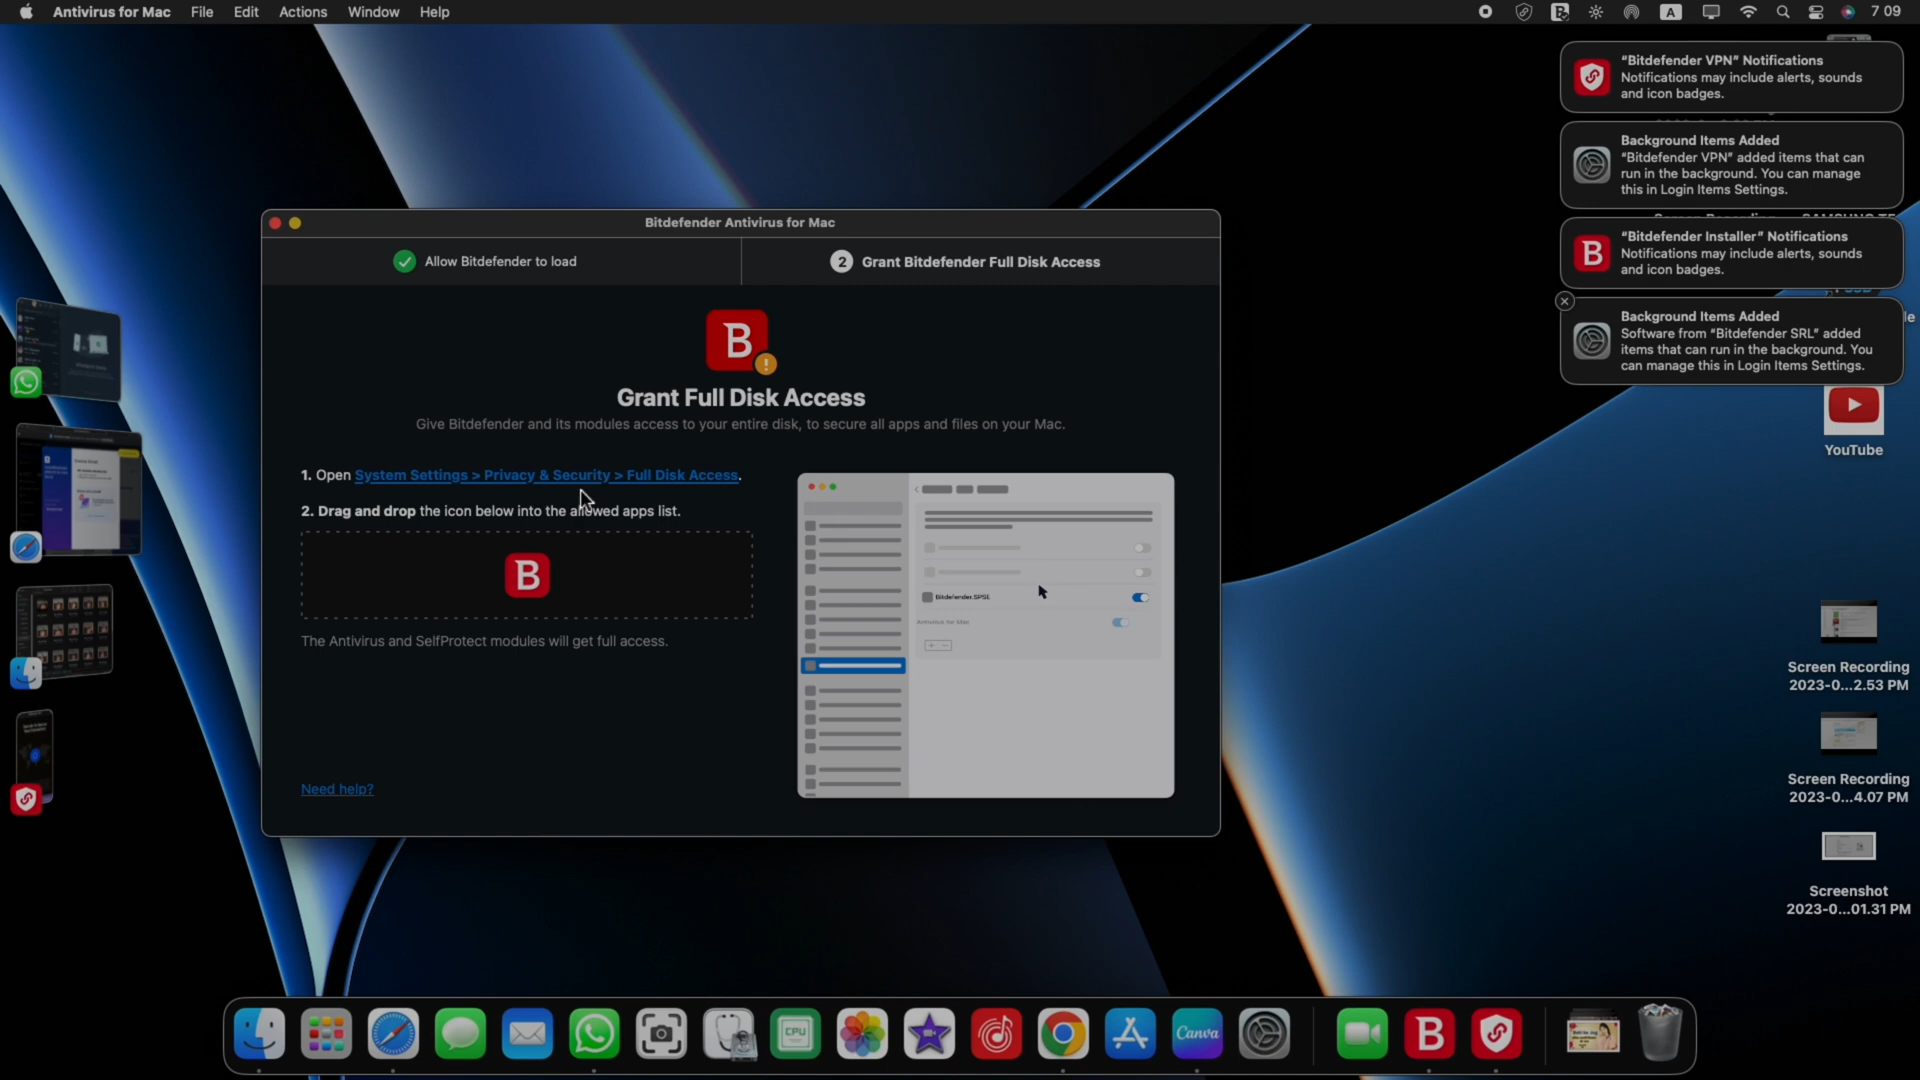 Antivirus for Mac File Edit Actions Window Help
A
7 09
"Bitdefender VPN" Notifications
Notifications may include alerts, sounds
and icon badges.
Background Items Added
"Bitdefender VPN" added items that can
run in the background. You can manage
this in Login Items Settings.
"Bitdefender Installer" Notifications
Notifications may include alerts, sounds
and icon badges.
Background Items Added
Software from "Bitdefender SRL" added
items that can run in the background. You
can manage this in Login Items Settings.
Bitdefender Antivirus for Mac
Allow Bitdefender to load
2 Grant Bitdefender Full Disk Access
B
Grant Full Disk Access
Give Bitdefender and its modules access to your entire disk, to secure all apps and files on your Mac.
1. Open System Settings > Privacy & Security > Full Disk Access.
2. Drag and drop the icon below into the allowed apps list.
B
The Antivirus and SelfProtect modules will get full access.
Need help?
Bitdefender SPSE
Antivirus for Mac
YouTube
Screen Recording
2023-0...2.53 PM
Screen Recording
2023-0...4.07 PM
Screenshot
2023-0...01.31 PM
CPU
Canva
B